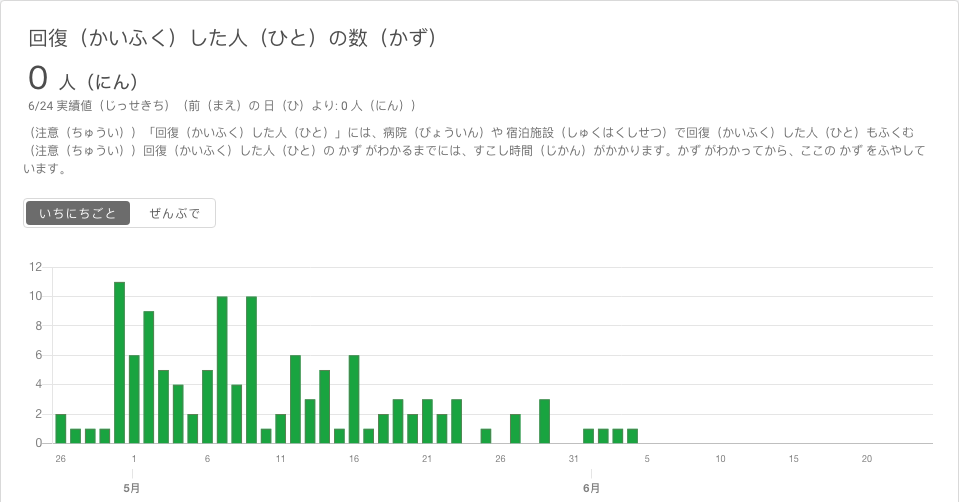 回復（かいふく）した人（ひと）の数（かず）
0 人（にん）
6/24 実績値（じっせきち）（前（まえ）の 日（ひ）より: 0 人（にん））
（注意（ちゅうい））「回復（かいふく）した人（ひと）」には、病院（びょういん）や 宿泊施設（しゅくはくしせつ）で回復（かいふく）した人（ひと）もふくむ
（注意（ちゅうい））回復（かいふく）した人（ひと）の かず がわかるまでには、すこし時間（じかん）がかかります。かず がわかってから、ここの かず をふやして
います。
いちにちごと ぜんぶで
12
10
8
6
4
2
0
26 1 6 11 16 21 26 31 5 10 15 20
5月 6月